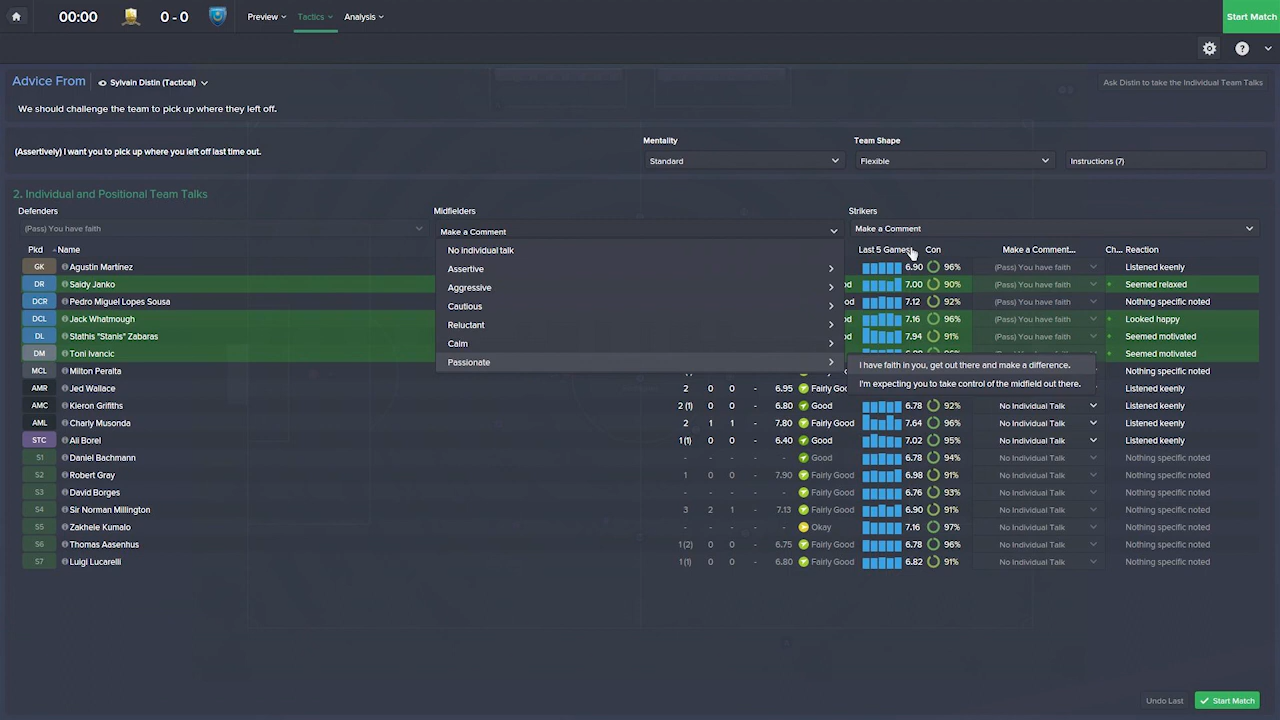 00:00 0 - 0 Preview Tactics Analysis Start Match
?
Advice From Sylvain Distin (Tactical) Ask Distin to take the Individual Team Talks
We should challenge the team to pick up where they left off.
Mentality Team Shape
(Assertively) I want you to pick up where you left off last time out.
Standard Flexible Instructions (7)
2. Individual and Positional Team Talks
Defenders Midfielders Strikers
(Pass) You have faith Make a Comment Make a Comment
Pkd Name No individual talk Last 5 Games Con Make a Comment... Ch... Reaction
GK Agustin Martínez Assertive 6.90 96% (Pass) You have faith Listened keenly
DR Saidy Janko Aggressive 7.00 90% (Pass) You have faith Seemed relaxed
DCR Pedro Miguel Lopes Sousa Cautious 7.12 92% (Pass) You have faith Nothing specific noted
DCL Jack Whatmough Reluctant 7.16 96% (Pass) You have faith Looked happy
DL Stathis "Stanis" Zabaras Calm 7.94 91% (Pass) You have faith Seemed motivated
DM Toni Ivancic Passionate Seemed motivated
I have faith in you, get out there and make a difference.
MCL Milton Peralta Nothing specific noted
I'm expecting you to take control of the midfield out there.
AMR Jed Wallace 2 0 0 - 6.95 Fairly Good Listened keenly
AMC Kieron Griffiths 2 (1) 0 0 - 6.80 Good 6.78 92% No Individual Talk Listened keenly
AML Charly Musonda 2 1 1 - 7.80 Fairly Good 7.64 96% No Individual Talk Listened keenly
STC Ali Borel 1 (1) 0 0 - 6.40 Good 7.02 95% No Individual Talk Listened keenly
S1 Daniel Bachmann - - - - - Good 6.78 94% No Individual Talk Nothing specific noted
S2 Robert Gray 1 0 0 - 7.90 Fairly Good 6.98 91% No Individual Talk Nothing specific noted
S3 David Borges - - - - - Fairly Good 6.76 93% No Individual Talk Nothing specific noted
S4 Sir Norman Millington 3 2 1 - 7.13 Fairly Good 6.90 91% No Individual Talk Nothing specific noted
S5 Zakhele Kumalo - - - - - Okay 7.16 97% No Individual Talk Nothing specific noted
S6 Thomas Aasenhus 1 (2) 0 0 - 6.75 Fairly Good 6.78 96% No Individual Talk Nothing specific noted
S7 Luigi Lucarelli 1 (1) 0 0 - 6.80 Fairly Good 6.82 91% No Individual Talk Nothing specific noted
Undo Last Start Match